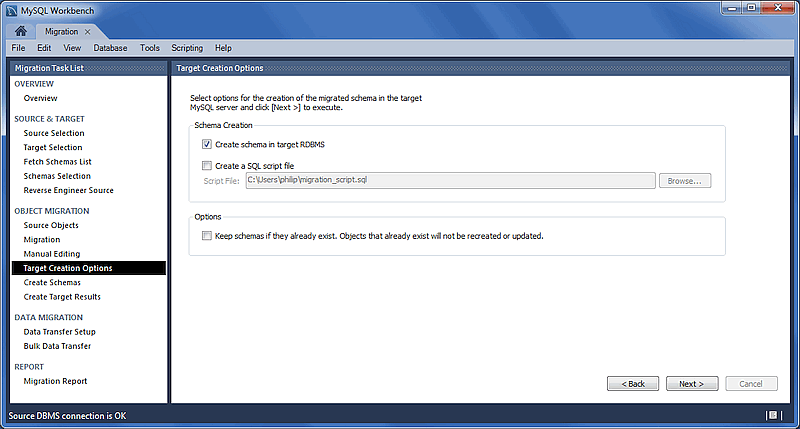 MySQL Workbench
Migration
File Edit View Database Tools Scripting Help
Migration Task List
OVERVIEW
Overview
SOURCE & TARGET
Source Selection
Target Selection
Fetch Schemas List
Schemas Selection
Reverse Engineer Source
OBJECT MIGRATION
Source Objects
Migration
Manual Editing
Target Creation Options
Create Schemas
Create Target Results
DATA MIGRATION
Data Transfer Setup
Bulk Data Transfer
REPORT
Migration Report
Target Creation Options
Select options for the creation of the migrated schema in the target
MySQL server and click [Next >] to execute.
Schema Creation
Create schema in target RDBMS
Create a SQL script file
Script File: C:\Users\philip\migration_script.sql Browse...
Options
Keep schemas if they already exist. Objects that already exist will not be recreated or updated.
< Back Next > Cancel
Source DBMS connection is OK